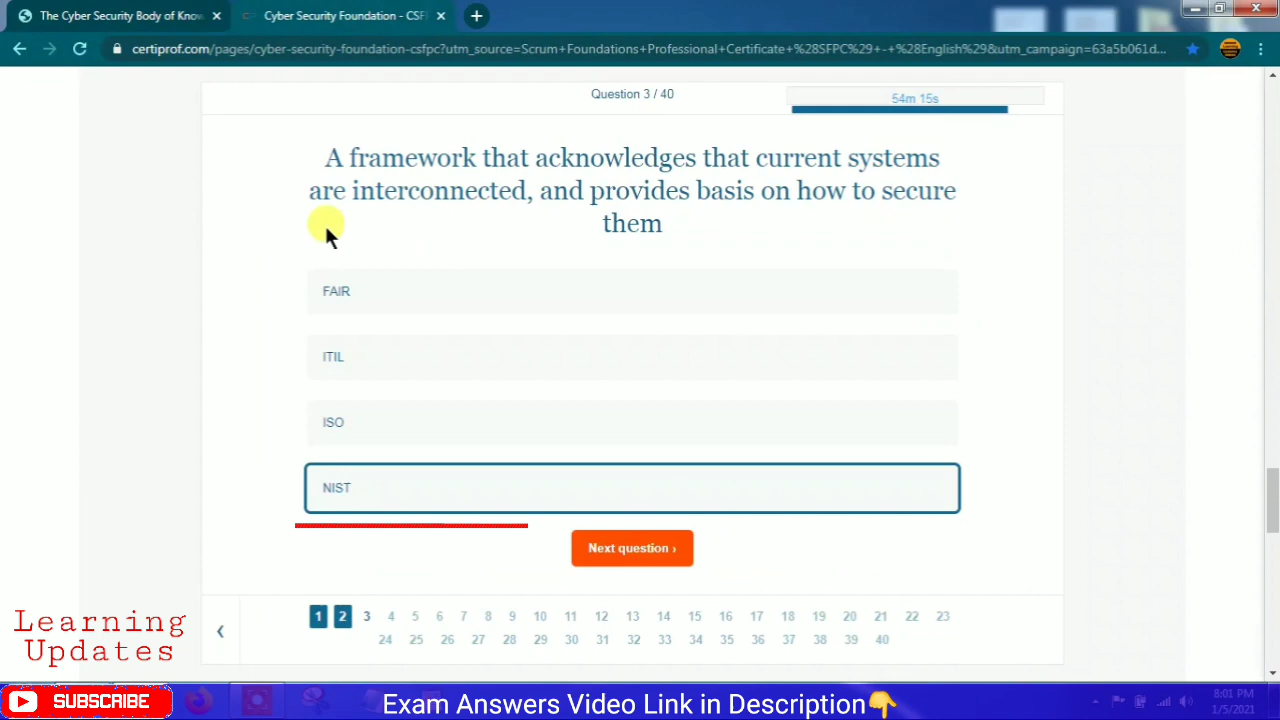 The Cyber Security Body of Know
Cyber Security Foundation - CSF
certiprof.com/pages/cyber-security-foundation-csfpc?utm_source=Scrum+Foundations+Professional+Certificate+%28SFPC%29+-+%28English%29&utm_campaign=63a5b061d...
Question 3 / 40
54m 15s
A framework that acknowledges that current systems
are interconnected, and provides basis on how to secure
them
FAIR
ITIL
ISO
NIST
Next question ›
1 2 3 4 5 6 7 8 9 10 11 12 13 14 15 16 17 18 19 20 21 22 23
24 25 26 27 28 29 30 31 32 33 34 35 36 37 38 39 40
Learning
Updates
SUBSCRIBE
Exam Answers Video Link in Description👇
8:01 PM
1/5/2021